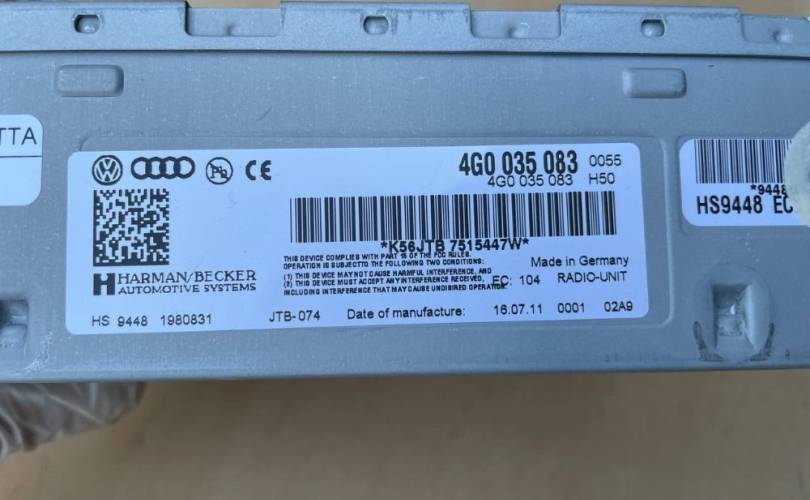 TTA
4G0 035 083 0055
4G0 035 083 H50
*K56JTB 7515447W*
THIS DEVICE COMPLIES WITH PART 15 OF THE FCC RULES.
OPERATION IS SUBJECTTO THE FOLLOWING TWO CONDITIONS:
(1) THIS DEVICE MAY NOT CAUSE HARMFUL INTERFERENCE, AND
(2) THIS DEVICE MUST ACCEPT ANY INTERFERENCE RECEIVED,
INCLUDING INTERFERENCE THAT MAY CAUSE UNDISIRED OPERATION.
Made in Germany
EC: 104 RADIO-UNIT
HARMAN/BECKER
AUTOMOTIVE SYSTEMS
HS 9448 1980831 JTB-074 Date of manufacture: 16.07.11 0001 02A9
*9448
HS9448 EC